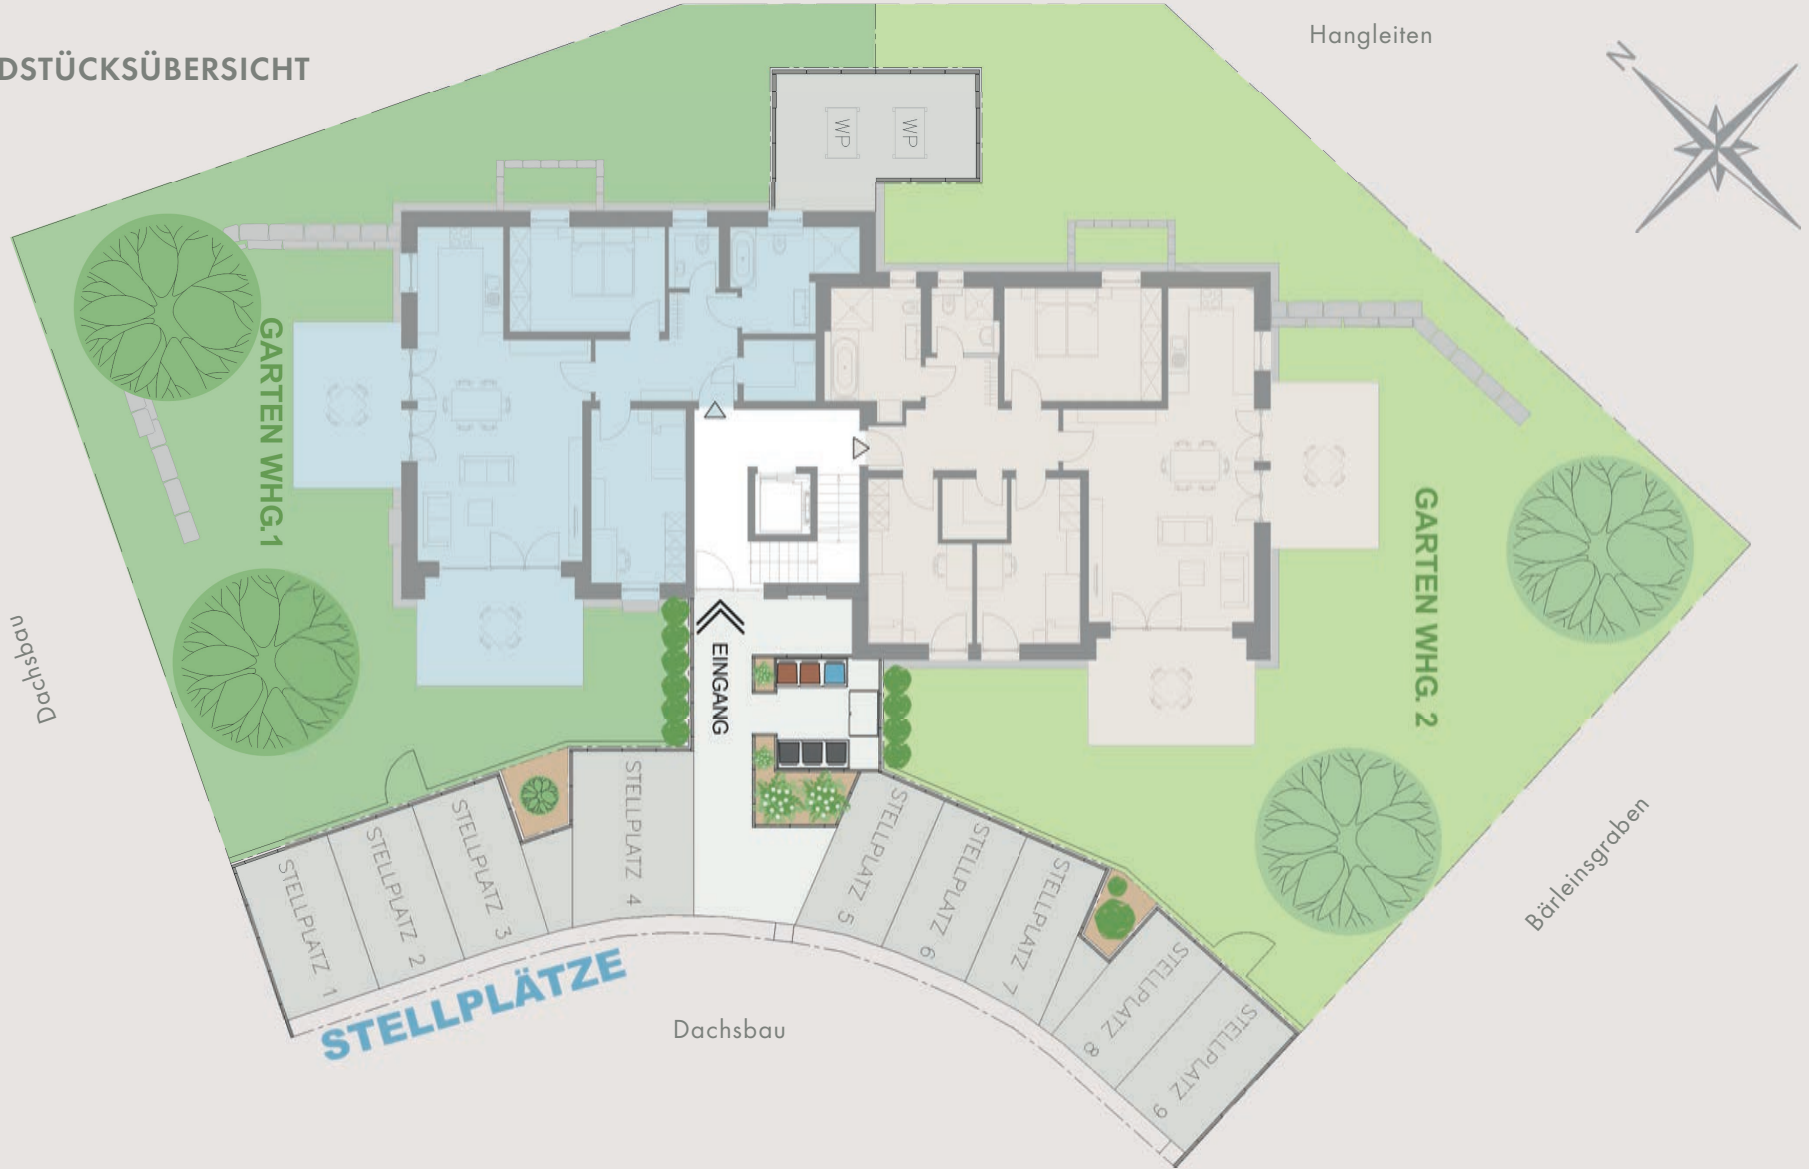 DSTÜCKSÜBERSICHT
Hangleiten
N
WP
WP
GARTEN WHG.1
GARTEN WHG. 2
Dachsbau
EINGANG
STELLPLATZ 1
STELLPLATZ 2
STELLPLATZ 3
STELLPLATZ 4
STELLPLATZ 5
STELLPLATZ 6
STELLPLATZ 7
STELLPLATZ 8
STELLPLATZ 9
STELLPLÄTZE
Dachsbau
Bärleinsgraben